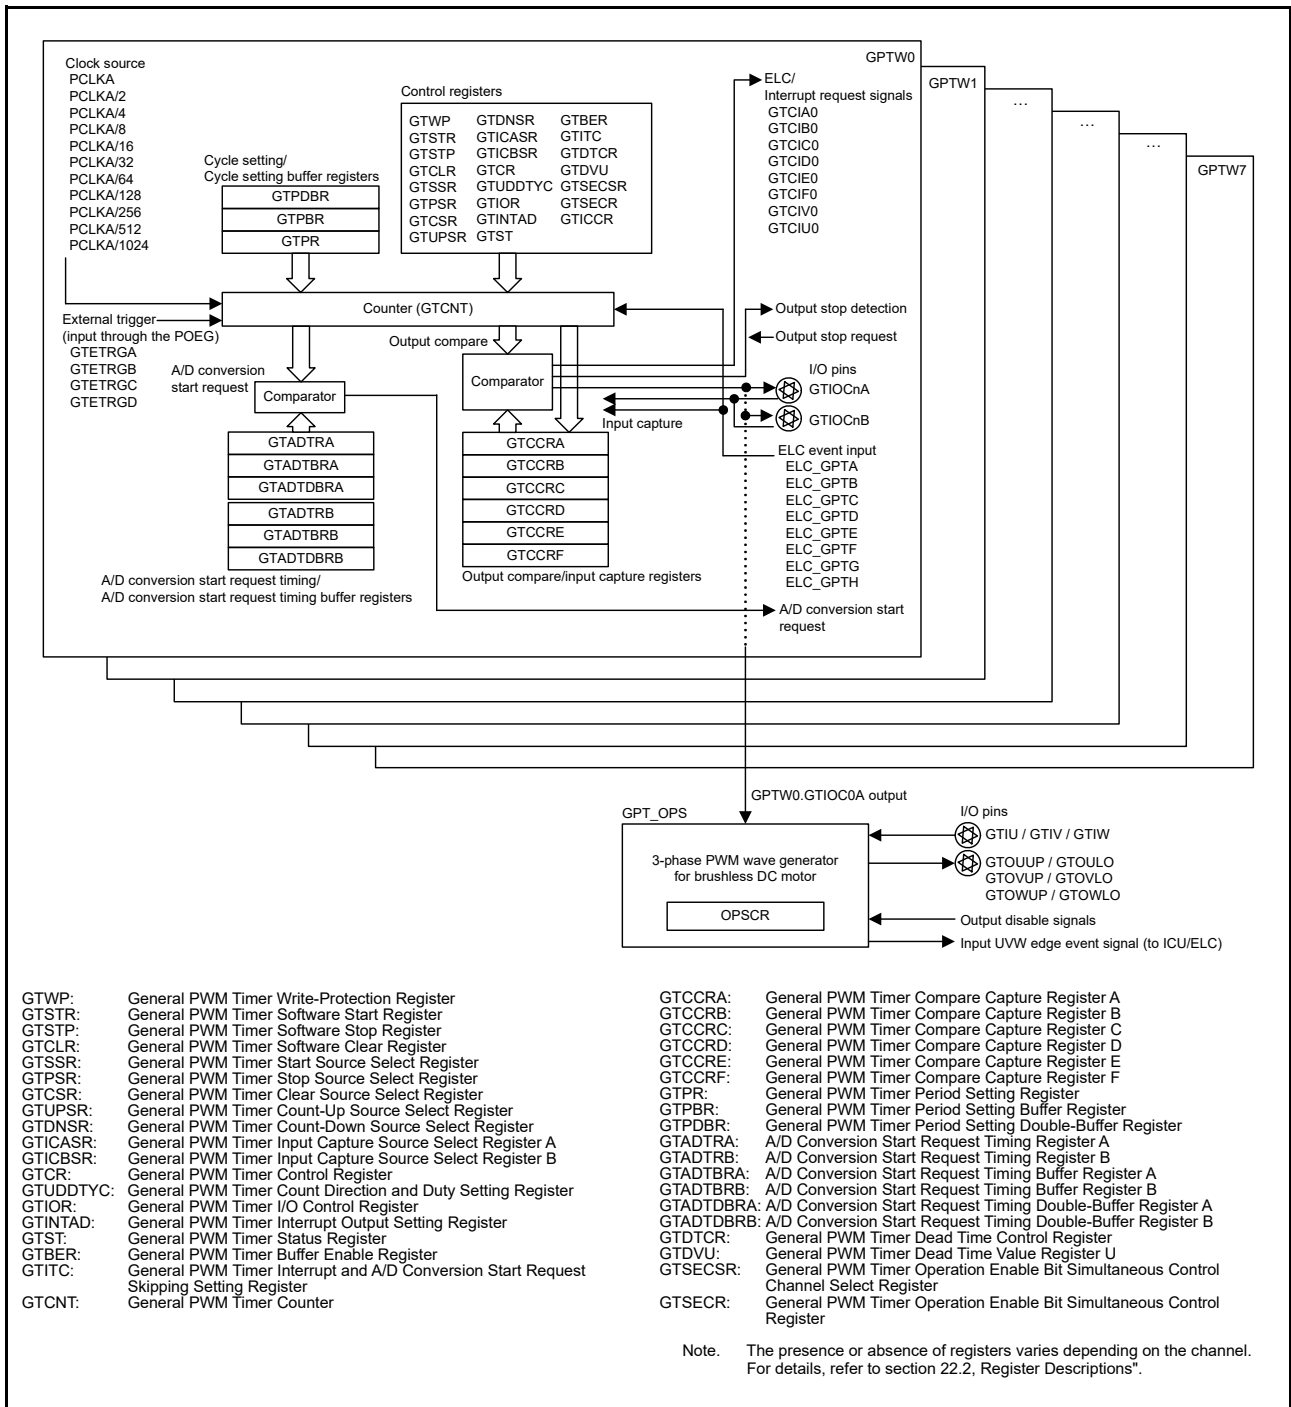 GPTW0
GPTW1
...
...
...
GPTW7
Clock source
PCLKA
PCLKA/2
PCLKA/4
PCLKA/8
PCLKA/16
PCLKA/32
PCLKA/64
PCLKA/128
PCLKA/256
PCLKA/512
PCLKA/1024
Cycle setting/
Cycle setting buffer registers
GTPDBR
GTPBR
GTPR
Control registers
GTWP GTDNSR GTBER
GTSTR GTICASR GTITC
GTSTP GTICBSR GTDTCR
GTCLR GTCR GTDVU
GTSSR GTUDDTYC GTSECSR
GTPSR GTIOR GTSECR
GTCSR GTINTAD GTICCR
GTUPSR GTST
ELC/
Interrupt request signals
GTCIA0
GTCIB0
GTCIC0
GTCID0
GTCIE0
GTCIF0
GTCIV0
GTCIU0
Counter (GTCNT)
External trigger
(input through the POEG)
GTETRGA
GTETRGB
GTETRGC
GTETRGD
A/D conversion
start request
Comparator
Output compare
Comparator
Input capture
Output stop detection
Output stop request
I/O pins
GTIOCnA
GTIOCnB
ELC event input
ELC_GPTA
ELC_GPTB
ELC_GPTC
ELC_GPTD
ELC_GPTE
ELC_GPTF
ELC_GPTG
ELC_GPTH
GTADTRA
GTADTBRA
GTADTDBRA
GTADTRB
GTADTBRB
GTADTDBRB
A/D conversion start request timing/
A/D conversion start request timing buffer registers
GTCCRA
GTCCRB
GTCCRC
GTCCRD
GTCCRE
GTCCRF
Output compare/input capture registers
A/D conversion start
request
GPTW0.GTIOC0A output
GPT_OPS
3-phase PWM wave generator
for brushless DC motor
OPSCR
I/O pins
GTIU / GTIV / GTIW
GTOUUP / GTOULO
GTOVUP / GTOVLO
GTOWUP / GTOWLO
Output disable signals
Input UVW edge event signal (to ICU/ELC)
GTWP: General PWM Timer Write-Protection Register
GTSTR: General PWM Timer Software Start Register
GTSTP: General PWM Timer Software Stop Register
GTCLR: General PWM Timer Software Clear Register
GTSSR: General PWM Timer Start Source Select Register
GTPSR: General PWM Timer Stop Source Select Register
GTCSR: General PWM Timer Clear Source Select Register
GTUPSR: General PWM Timer Count-Up Source Select Register
GTDNSR: General PWM Timer Count-Down Source Select Register
GTICASR: General PWM Timer Input Capture Source Select Register A
GTICBSR: General PWM Timer Input Capture Source Select Register B
GTCR: General PWM Timer Control Register
GTUDDTYC: General PWM Timer Count Direction and Duty Setting Register
GTIOR: General PWM Timer I/O Control Register
GTINTAD: General PWM Timer Interrupt Output Setting Register
GTST: General PWM Timer Status Register
GTBER: General PWM Timer Buffer Enable Register
GTITC: General PWM Timer Interrupt and A/D Conversion Start Request
Skipping Setting Register
GTCNT: General PWM Timer Counter
GTCCRA: General PWM Timer Compare Capture Register A
GTCCRB: General PWM Timer Compare Capture Register B
GTCCRC: General PWM Timer Compare Capture Register C
GTCCRD: General PWM Timer Compare Capture Register D
GTCCRE: General PWM Timer Compare Capture Register E
GTCCRF: General PWM Timer Compare Capture Register F
GTPR: General PWM Timer Period Setting Register
GTPBR: General PWM Timer Period Setting Buffer Register
GTPDBR: General PWM Timer Period Setting Double-Buffer Register
GTADTRA: A/D Conversion Start Request Timing Register A
GTADTRB: A/D Conversion Start Request Timing Register B
GTADTBRA: A/D Conversion Start Request Timing Buffer Register A
GTADTBRB: A/D Conversion Start Request Timing Buffer Register B
GTADTDBRA: A/D Conversion Start Request Timing Double-Buffer Register A
GTADTDBRB: A/D Conversion Start Request Timing Double-Buffer Register B
GTDTCR: General PWM Timer Dead Time Control Register
GTDVU: General PWM Timer Dead Time Value Register U
GTSECSR: General PWM Timer Operation Enable Bit Simultaneous Control
Channel Select Register
GTSECR: General PWM Timer Operation Enable Bit Simultaneous Control
Register
Note. The presence or absence of registers varies depending on the channel.
For details, refer to section 22.2, Register Descriptions".